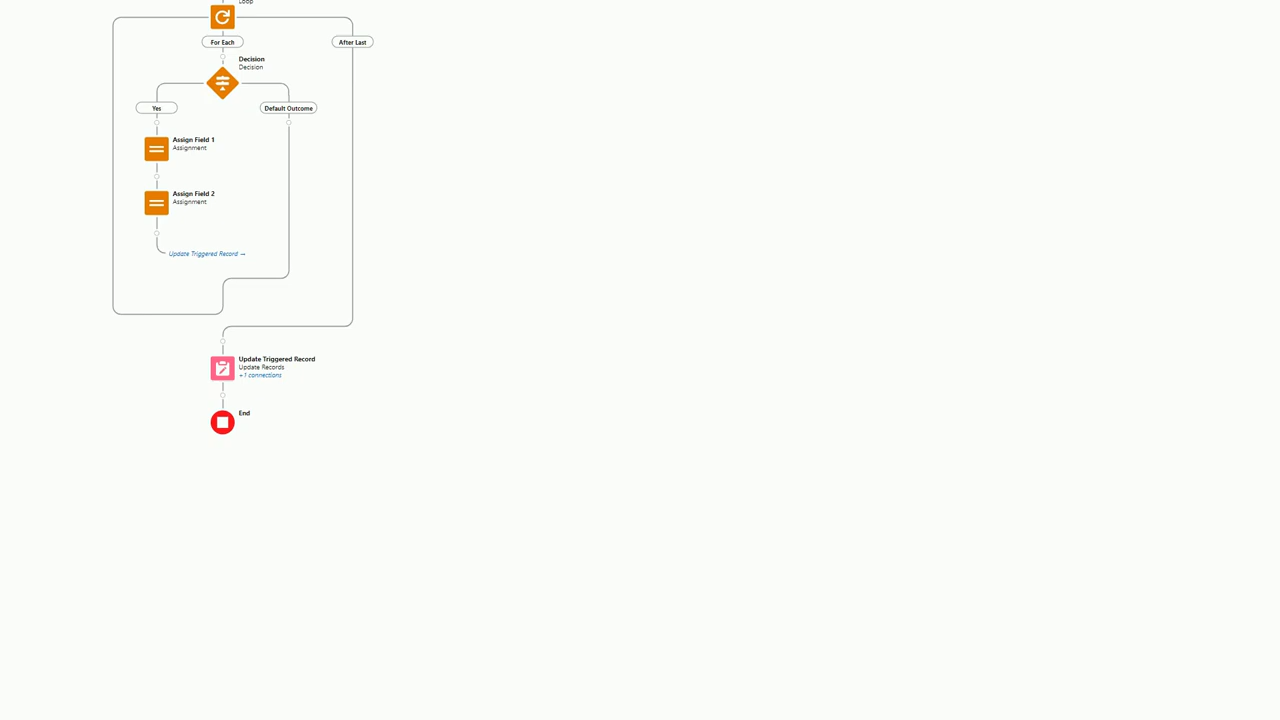 Loop
For Each
After Last
Decision
Decision
Yes
Default Outcome
Assign Field 1
Assignment
Assign Field 2
Assignment
Update Triggered Record →
Update Triggered Record
Update Records
+1 connections
End